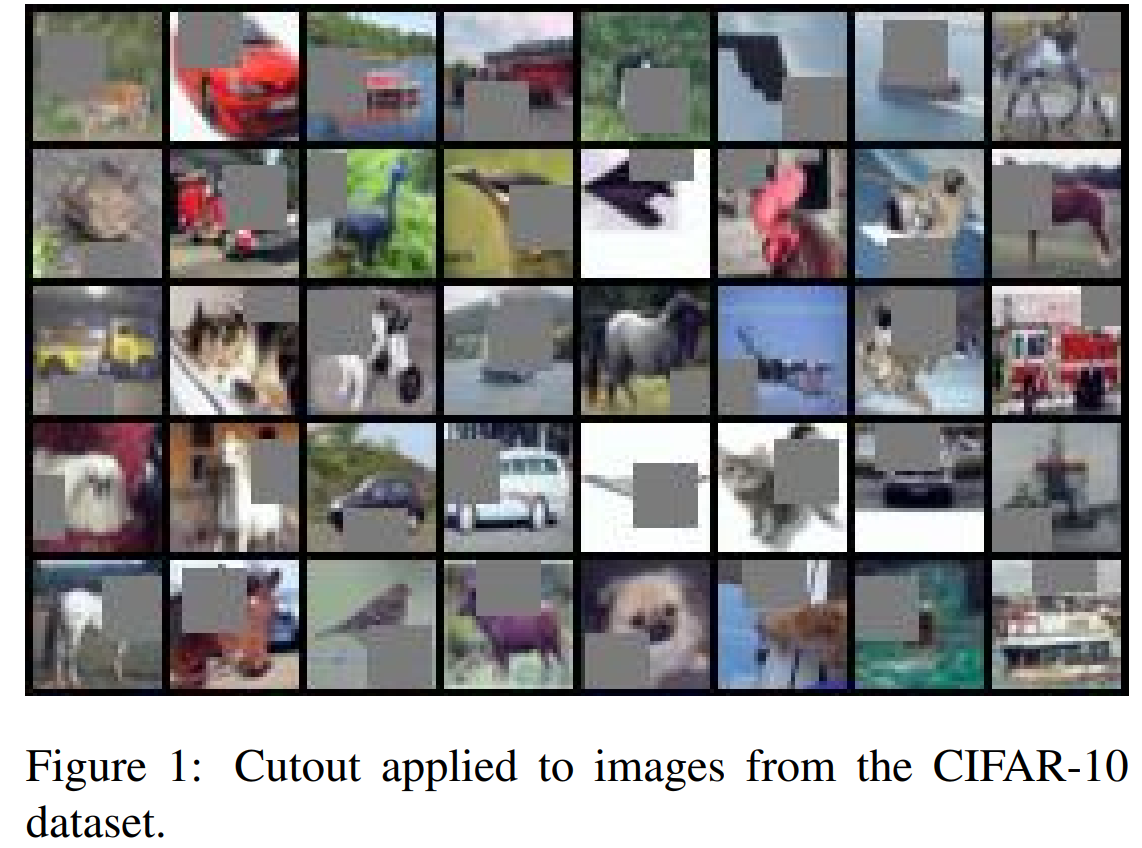 Figure 1: Cutout applied to images from the CIFAR-10
dataset.